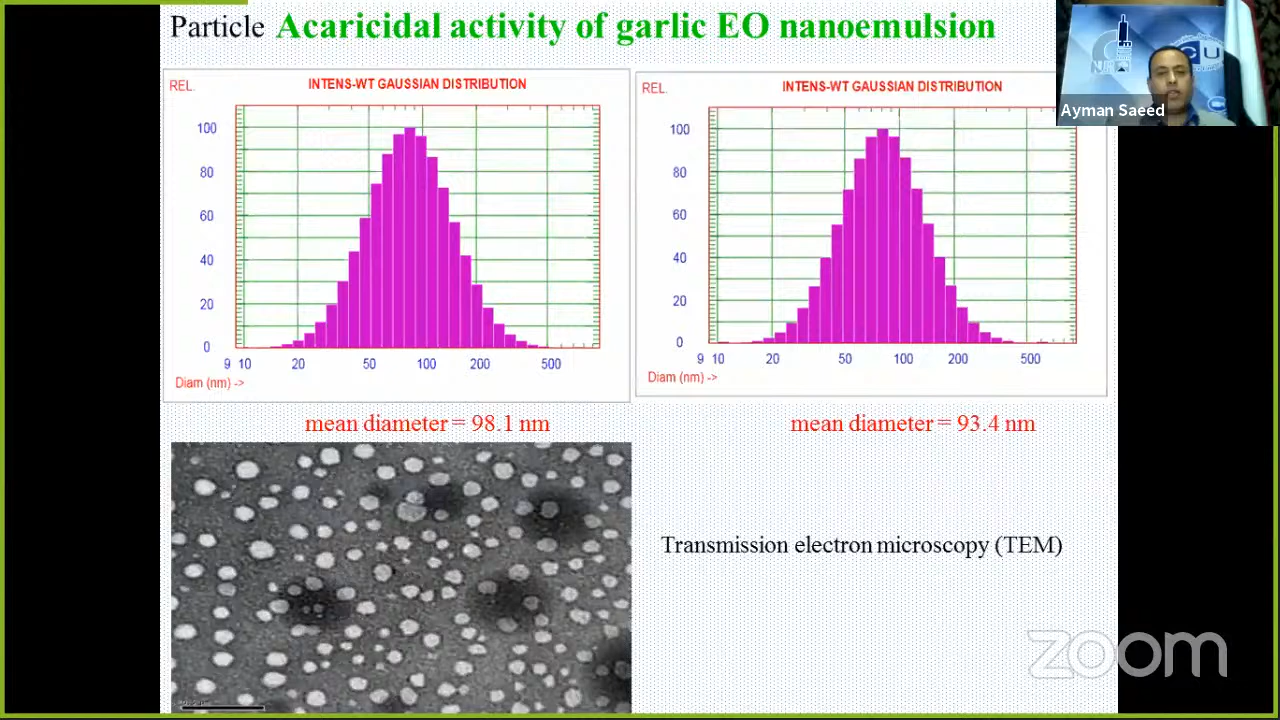 Particle Acaricidal activity of garlic EO nanoemulsion
Ayman Saeed
REL.
INTENS-WT GAUSSIAN DISTRIBUTION
100
80
60
40
20
0
9 10 20 50 100 200 500
Diam (nm) ->
REL.
INTENS-WT GAUSSIAN DISTRIBUTION
100
80
60
40
20
0
9 10 20 50 100 200 500
Diam (nm) ->
mean diameter = 98.1 nm
mean diameter = 93.4 nm
Transmission electron microscopy (TEM)
zoom